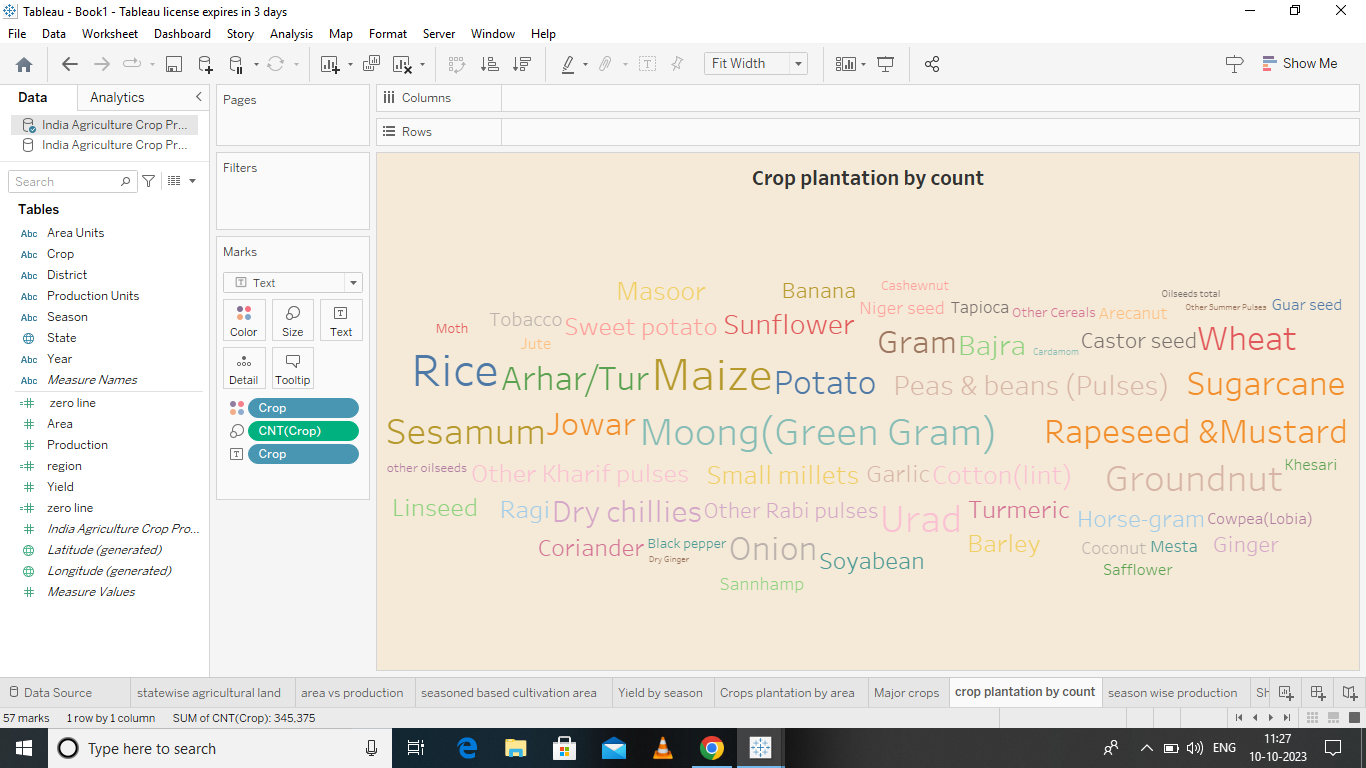 Tableau - Book1 - Tableau license expires in 3 days
File Data Worksheet Dashboard Story Analysis Map Format Server Window Help
Fit Width
Show Me
Data Analytics
India Agriculture Crop Pr...
India Agriculture Crop Pr...
Search
Tables
Abc Area Units
Abc Crop
Abc District
Abc Production Units
Abc Season
State
Abc Year
Abc Measure Names
zero line
Area
Production
region
Yield
zero line
India Agriculture Crop Pro...
Latitude (generated)
Longitude (generated)
Measure Values
Pages
Filters
Marks
Text
Color Size Text
Detail Tooltip
Crop
CNT(Crop)
Crop
Columns
Rows
Crop plantation by count
Masoor Banana Cashewnut Oilseeds total
Niger seed Tapioca Other Cereals Arecanut Other Summer Pulses Guar seed
Moth Tobacco Sweet potato Sunflower
Jute Gram Bajra Cardamom Castor seed Wheat
Rice Arhar/Tur Maize Potato Peas & beans (Pulses) Sugarcane
Sesamum Jowar Moong(Green Gram) Rapeseed &Mustard
other oilseeds Other Kharif pulses Small millets Garlic Cotton(lint) Groundnut Khesari
Linseed Ragi Dry chillies Other Rabi pulses Urad Turmeric Horse-gram Cowpea(Lobia)
Coriander Black pepper Onion Barley Coconut Mesta Ginger
Dry Ginger Soyabean Safflower
Sannhamp
Data Source statewise agricultural land area vs production seasoned based cultivation area Yield by season Crops plantation by area Major crops crop plantation by count season wise production Sh
57 marks 1 row by 1 column SUM of CNT(Crop): 345,375
Type here to search
ENG
11:27
10-10-2023